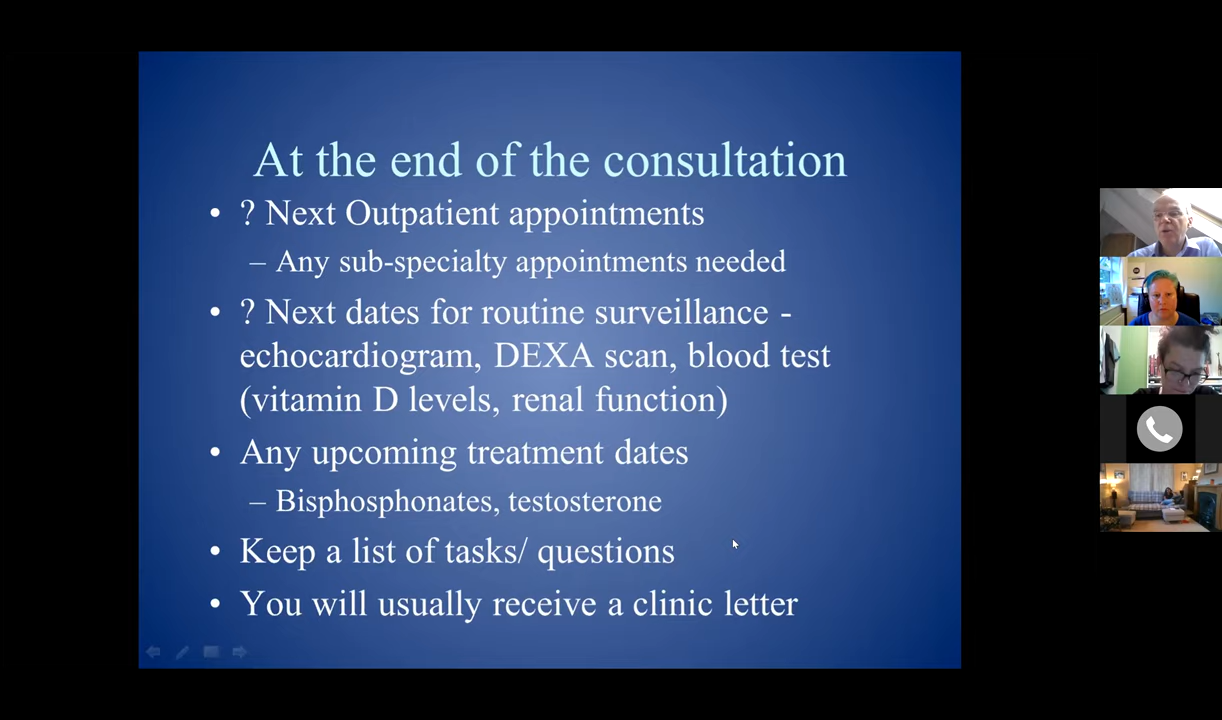 At the end of the consultation
• ? Next Outpatient appointments
– Any sub-specialty appointments needed
• ? Next dates for routine surveillance -
echocardiogram, DEXA scan, blood test
(vitamin D levels, renal function)
• Any upcoming treatment dates
– Bisphosphonates, testosterone
• Keep a list of tasks/ questions
• You will usually receive a clinic letter